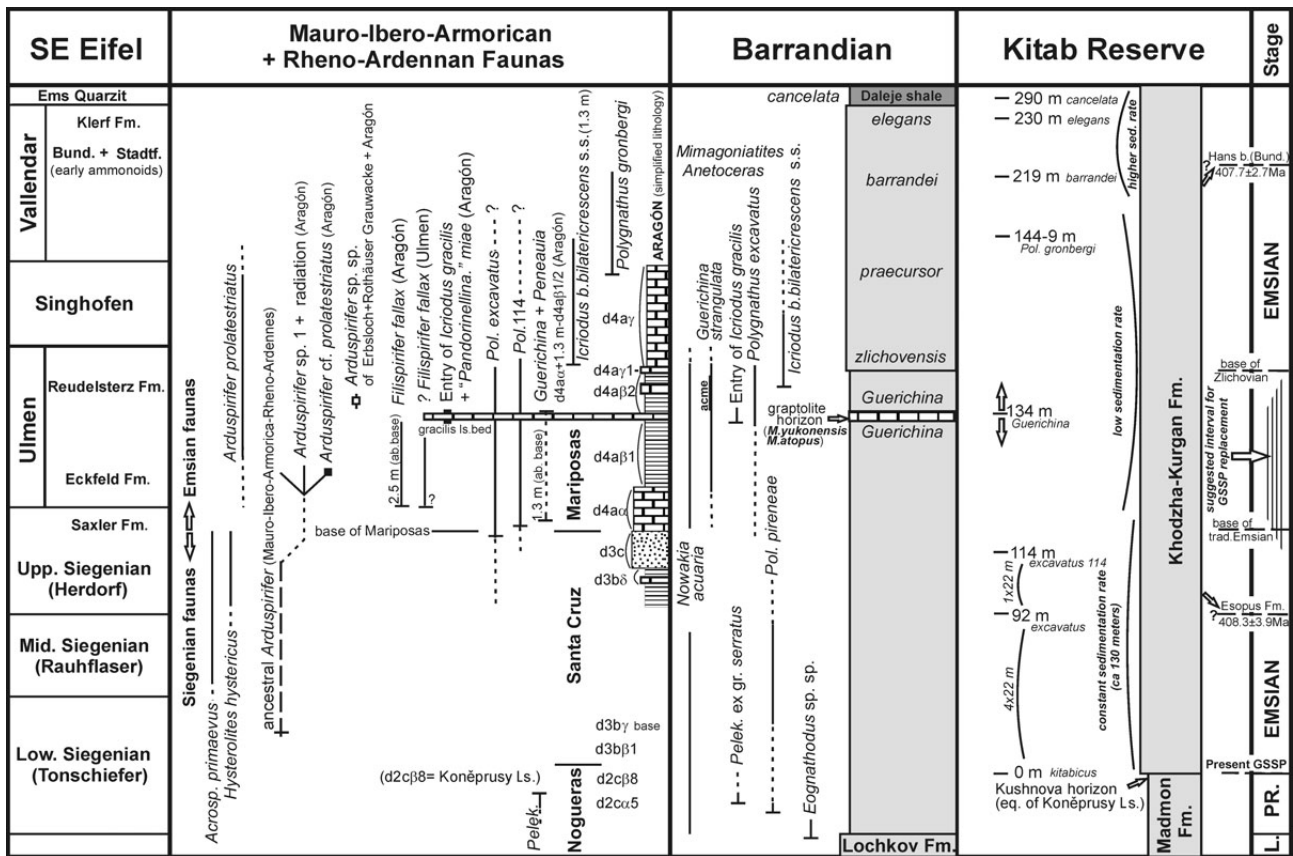 SE Eifel
Mauro-Ibero-Armorican
+ Rheno-Ardennan Faunas
Barrandian
Kitab Reserve
Stage
Ems Quarzit
Klerf Fm.
Bund. + Stadtf.
(early ammonoids)
Vallendar
Singhofen
Reudelsterz Fm.
Ulmen
Eckfeld Fm.
Saxler Fm.
Upp. Siegenian
(Herdorf)
Mid. Siegenian
(Rauhflaser)
Low. Siegenian
(Tonschiefer)
Siegenian faunas
Emsian faunas
Acrosp. primaevus
Hysterolites hystericus
Arduspirifer prolatestriatus
ancestral Arduspirifer (Mauro-Ibero-Armorica-Rheno-Ardennes)
Arduspirifer sp. 1 + radiation (Aragón)
Arduspirifer cf. prolatestriatus (Aragón)
Arduspirifer sp. sp.
of Erbsloch+Rothäuser Grauwacke + Aragón
Filispirifer fallax (Aragón)
2.5 m (ab.base)
? Filispirifer fallax (Ulmen)
?
Entry of Icriodus gracilis
+ "Pandorinellina." miae (Aragón)
gracilis ls.bed
Pol. excavatus
?
Pol.114
?
Guerichina + Peneauia
d4aα+1.3 m-d4aβ1/2 (Aragón)
1.3 m (ab. base)
Icriodus b.bilatericrescens s.s.(1.3 m)
Polygnathus gronbergi
ARAGÓN (simplified lithology)
d4aγ
d4aγ1
d4aβ2
d4aβ1
d4aα
d3c
d3bδ
d3bγ base
d3bβ1
d2cβ8
d2cα5
base of Mariposas
Mariposas
Santa Cruz
Nogueras
(d2cβ8= Koněprusy Ls.)
Pelek.
cancelata
Daleje shale
elegans
barrandei
praecursor
zlichovensis
Guerichina
Guerichina
Lochkov Fm.
Mimagoniatites
Anetoceras
Nowakia
acuaria
Guerichina
strangulata
acme
Entry of Icriodus gracilis
Polygnathus excavatus
Icriodus b.bilatericrescens s.s.
graptolite
horizon
(M.yukonensis
M.atopus)
Pelek. ex gr. serratus
Pol. pireneae
Eognathodus sp. sp.
290 m cancelata
230 m elegans
219 m barrandei
144-9 m
Pol. gronbergi
134 m
Guerichina
114 m
excavatus 114
1x22 m
92 m
excavatus
4x22 m
0 m kitabicus
Kushnova horizon
(eq. of Koněprusy Ls.)
higher sed. rate
low sedimentation rate
constant sedimentation rate
(ca 130 meters)
Khodzha-Kurgan Fm.
Madmon
Fm.
? Hans b.(Bund.)
407.7±2.7Ma
base of
Zlichovian
suggested interval for
GSSP replacement
base of
trad.Emsian
Esopus Fm.
? 408.3±3.9Ma
Present GSSP
EMSIAN
EMSIAN
PR.
L.